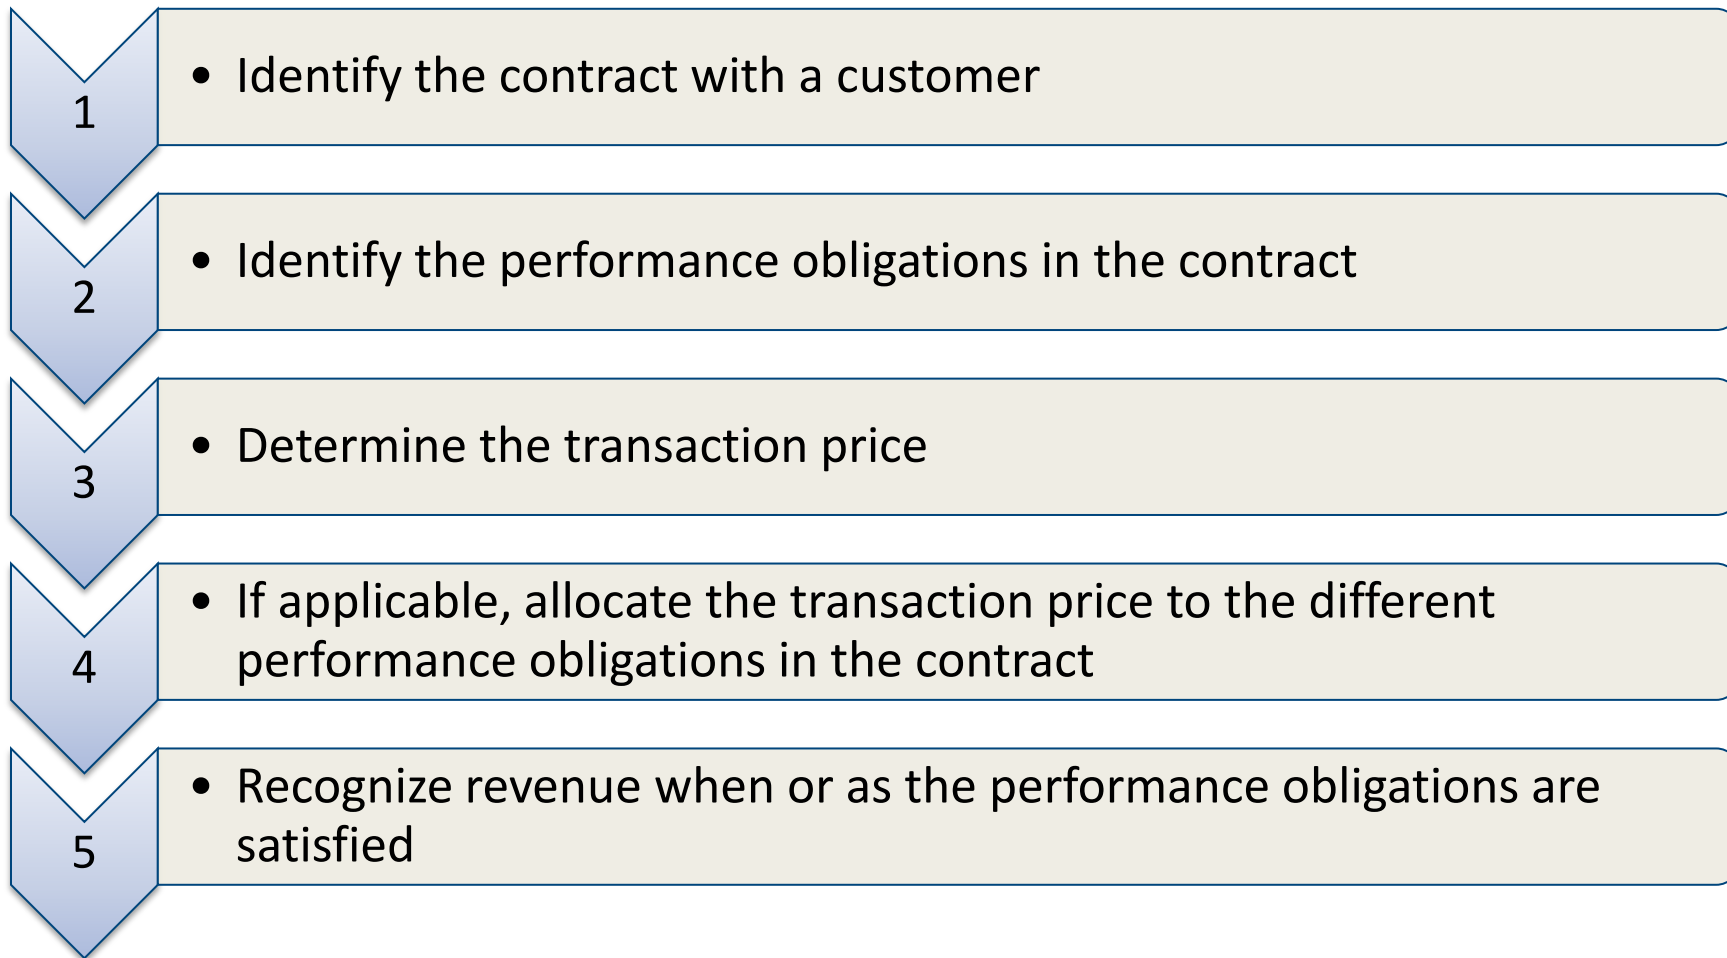 1
• Identify the contract with a customer
2
• Identify the performance obligations in the contract
3
• Determine the transaction price
4
• If applicable, allocate the transaction price to the different
performance obligations in the contract
5
• Recognize revenue when or as the performance obligations are
satisfied